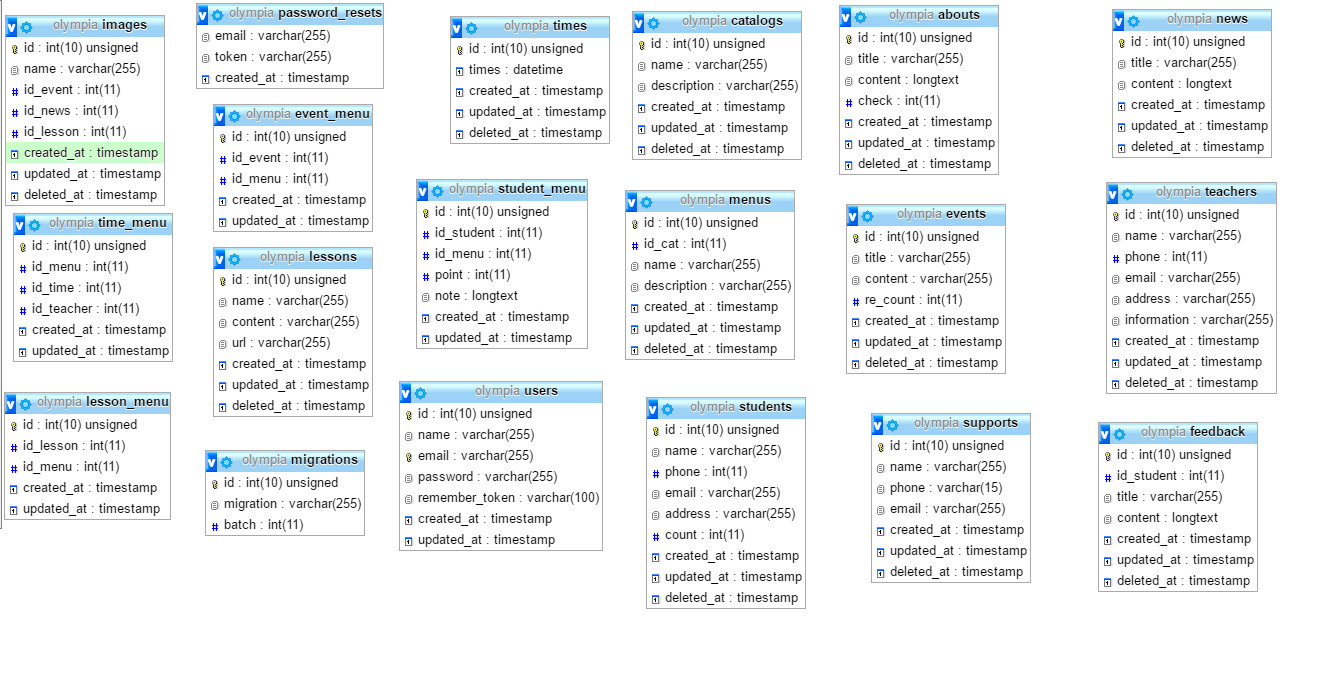 olympia images
id : int(10) unsigned
name : varchar(255)
id_event : int(11)
id_news : int(11)
id_lesson : int(11)
created_at : timestamp
updated_at : timestamp
deleted_at : timestamp
olympia time_menu
id : int(10) unsigned
id_menu : int(11)
id_time : int(11)
id_teacher : int(11)
created_at : timestamp
updated_at : timestamp
olympia lesson_menu
id : int(10) unsigned
id_lesson : int(11)
id_menu : int(11)
created_at : timestamp
updated_at : timestamp
olympia password_resets
email : varchar(255)
token : varchar(255)
created_at : timestamp
olympia event_menu
id : int(10) unsigned
id_event : int(11)
id_menu : int(11)
created_at : timestamp
updated_at : timestamp
olympia lessons
id : int(10) unsigned
name : varchar(255)
content : varchar(255)
url : varchar(255)
created_at : timestamp
updated_at : timestamp
deleted_at : timestamp
olympia migrations
id : int(10) unsigned
migration : varchar(255)
batch : int(11)
olympia times
id : int(10) unsigned
times : datetime
created_at : timestamp
updated_at : timestamp
deleted_at : timestamp
olympia student_menu
id : int(10) unsigned
id_student : int(11)
id_menu : int(11)
point : int(11)
note : longtext
created_at : timestamp
updated_at : timestamp
olympia users
id : int(10) unsigned
name : varchar(255)
email : varchar(255)
password : varchar(255)
remember_token : varchar(100)
created_at : timestamp
updated_at : timestamp
olympia catalogs
id : int(10) unsigned
name : varchar(255)
description : varchar(255)
created_at : timestamp
updated_at : timestamp
deleted_at : timestamp
olympia menus
id : int(10) unsigned
id_cat : int(11)
name : varchar(255)
description : varchar(255)
created_at : timestamp
updated_at : timestamp
deleted_at : timestamp
olympia students
id : int(10) unsigned
name : varchar(255)
phone : int(11)
email : varchar(255)
address : varchar(255)
count : int(11)
created_at : timestamp
updated_at : timestamp
deleted_at : timestamp
olympia abouts
id : int(10) unsigned
title : varchar(255)
content : longtext
check : int(11)
created_at : timestamp
updated_at : timestamp
deleted_at : timestamp
olympia events
id : int(10) unsigned
title : varchar(255)
content : varchar(255)
re_count : int(11)
created_at : timestamp
updated_at : timestamp
deleted_at : timestamp
olympia supports
id : int(10) unsigned
name : varchar(255)
phone : varchar(15)
email : varchar(255)
created_at : timestamp
updated_at : timestamp
deleted_at : timestamp
olympia news
id : int(10) unsigned
title : varchar(255)
content : longtext
created_at : timestamp
updated_at : timestamp
deleted_at : timestamp
olympia teachers
id : int(10) unsigned
name : varchar(255)
phone : int(11)
email : varchar(255)
address : varchar(255)
information : varchar(255)
created_at : timestamp
updated_at : timestamp
deleted_at : timestamp
olympia feedback
id : int(10) unsigned
id_student : int(11)
title : varchar(255)
content : longtext
created_at : timestamp
updated_at : timestamp
deleted_at : timestamp